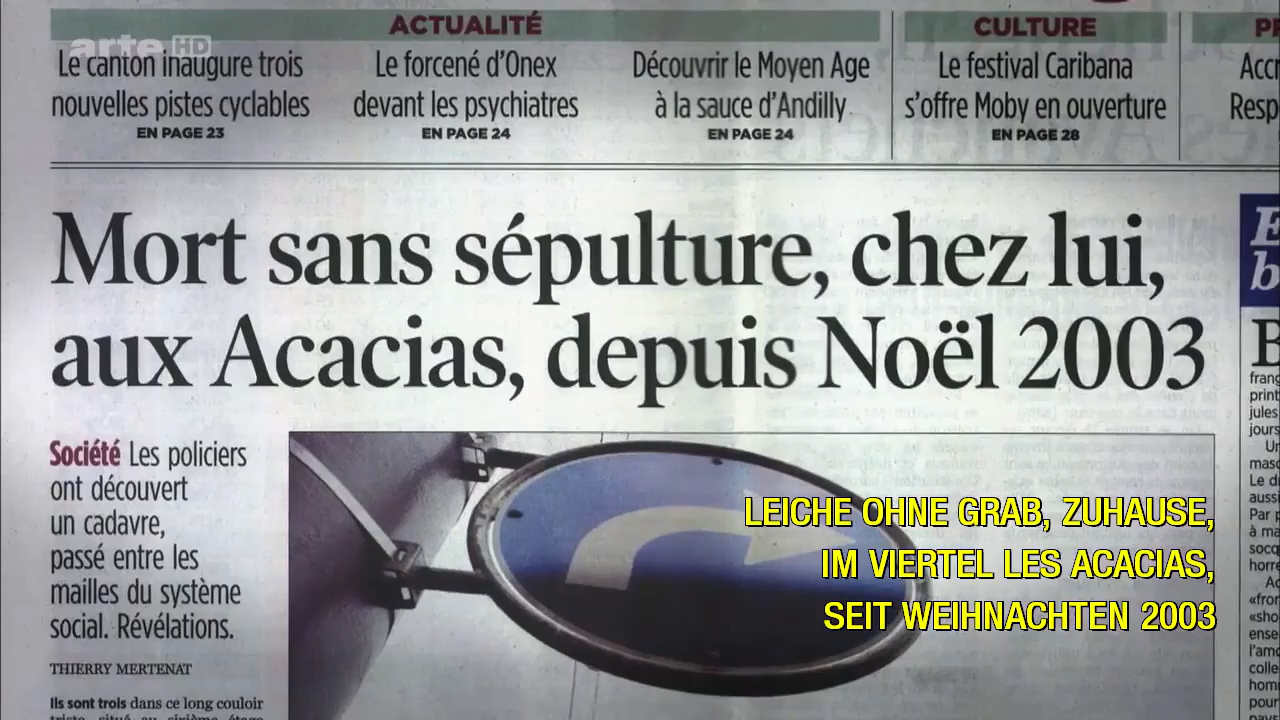 arte HD
ACTUALITÉ
CULTURE
Le canton inaugure trois
nouvelles pistes cyclables
EN PAGE 23
Le forcené d'Onex
devant les psychiatres
EN PAGE 24
Découvrir le Moyen Age
à la sauce d'Andilly
EN PAGE 24
Le festival Caribana
s'offre Moby en ouverture
EN PAGE 28
Mort sans sépulture, chez lui,
aux Acacias, depuis Noël 2003
Société Les policiers
ont découvert
un cadavre,
passé entre les
mailles du système
social. Révélations.
THIERRY MERTENAT
Ils sont trois dans ce long couloir
LEICHE OHNE GRAB, ZUHAUSE,
IM VIERTEL LES ACACIAS,
SEIT WEIHNACHTEN 2003